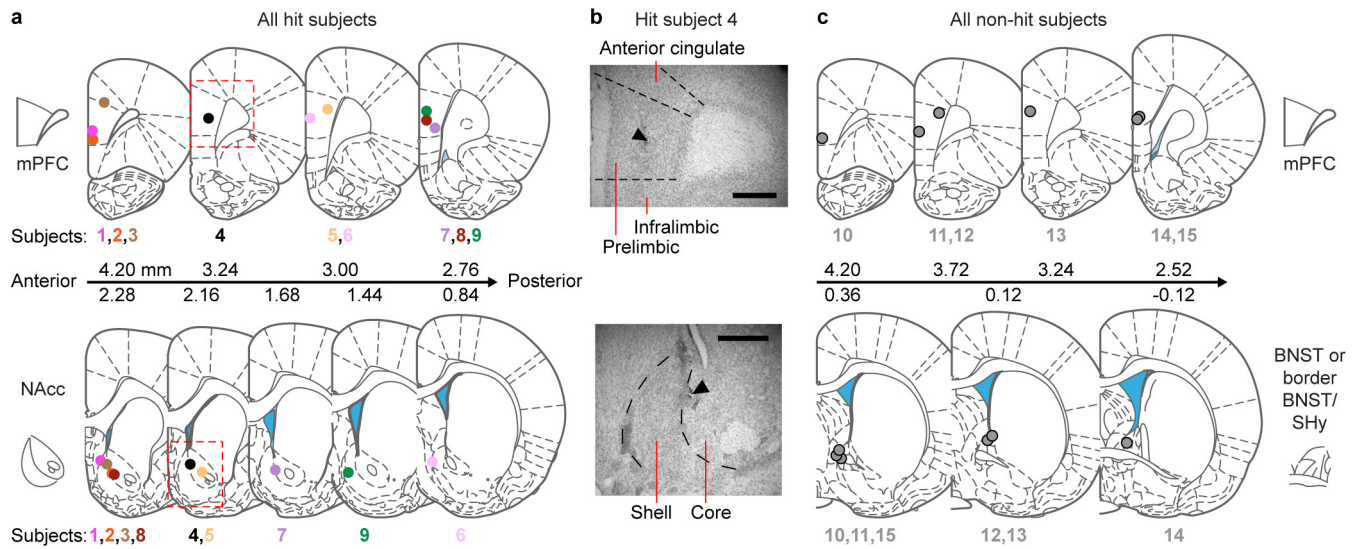 a
All hit subjects
mPFC
Subjects: 1,2,3
4
5,6
7,8,9
Anterior
4.20 mm
3.24
3.00
2.76
Posterior
2.28
2.16
1.68
1.44
0.84
NAcc
Subjects: 1,2,3,8
4,5
7
9
6
b
Hit subject 4
Anterior cingulate
Infralimbic
Prelimbic
Shell
Core
c
All non-hit subjects
mPFC
10
11,12
13
14,15
4.20
3.72
3.24
2.52
0.36
0.12
-0.12
BNST or
border
BNST/
SHy
10,11,15
12,13
14